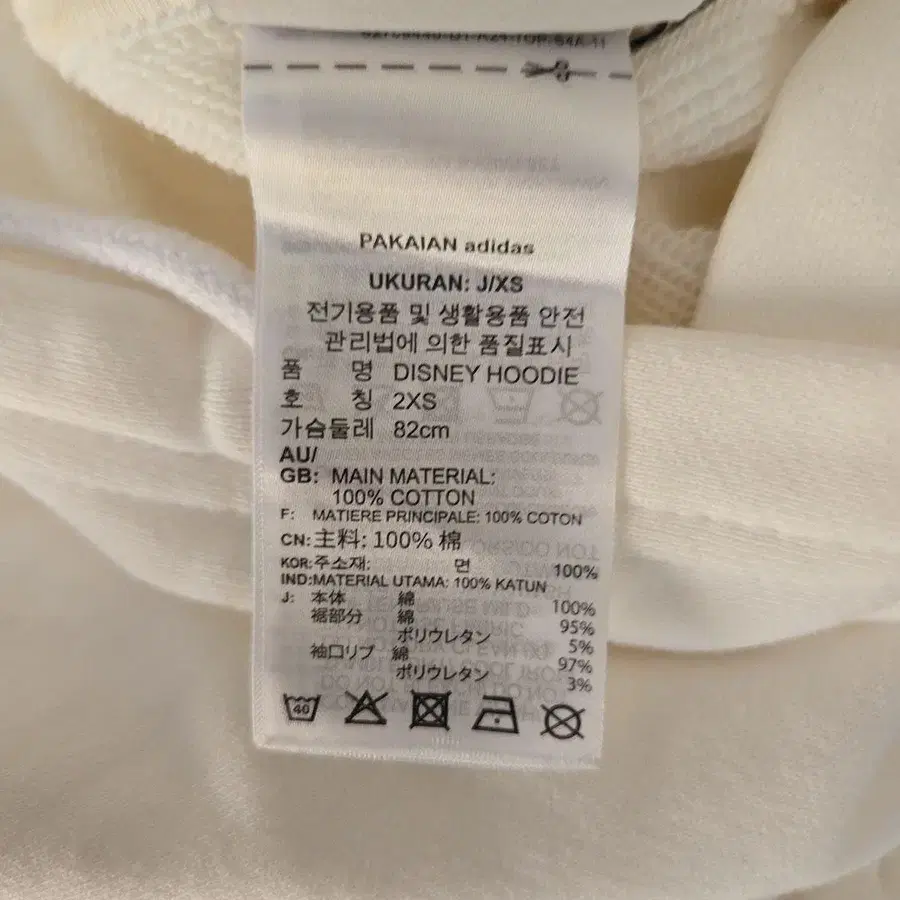 PAKAIAN adidas
UKURAN: J/XS
전기용품 및 생활용품 안전
관리법에 의한 품질표시
품 명 DISNEY HOODIE
호 칭 2XS
가슴둘레 82cm
AU/
GB: MAIN MATERIAL:
100% COTTON
F: MATIERE PRINCIPALE: 100% COTON
CN: 主料: 100% 棉
KOR: 주소재: 면 100%
IND: MATERIAL UTAMA: 100% KATUN
J: 本体 綿 100%
裾部分 綿 95%
ポリウレタン 5%
袖口リブ 綿 97%
ポリウレタン 3%
40